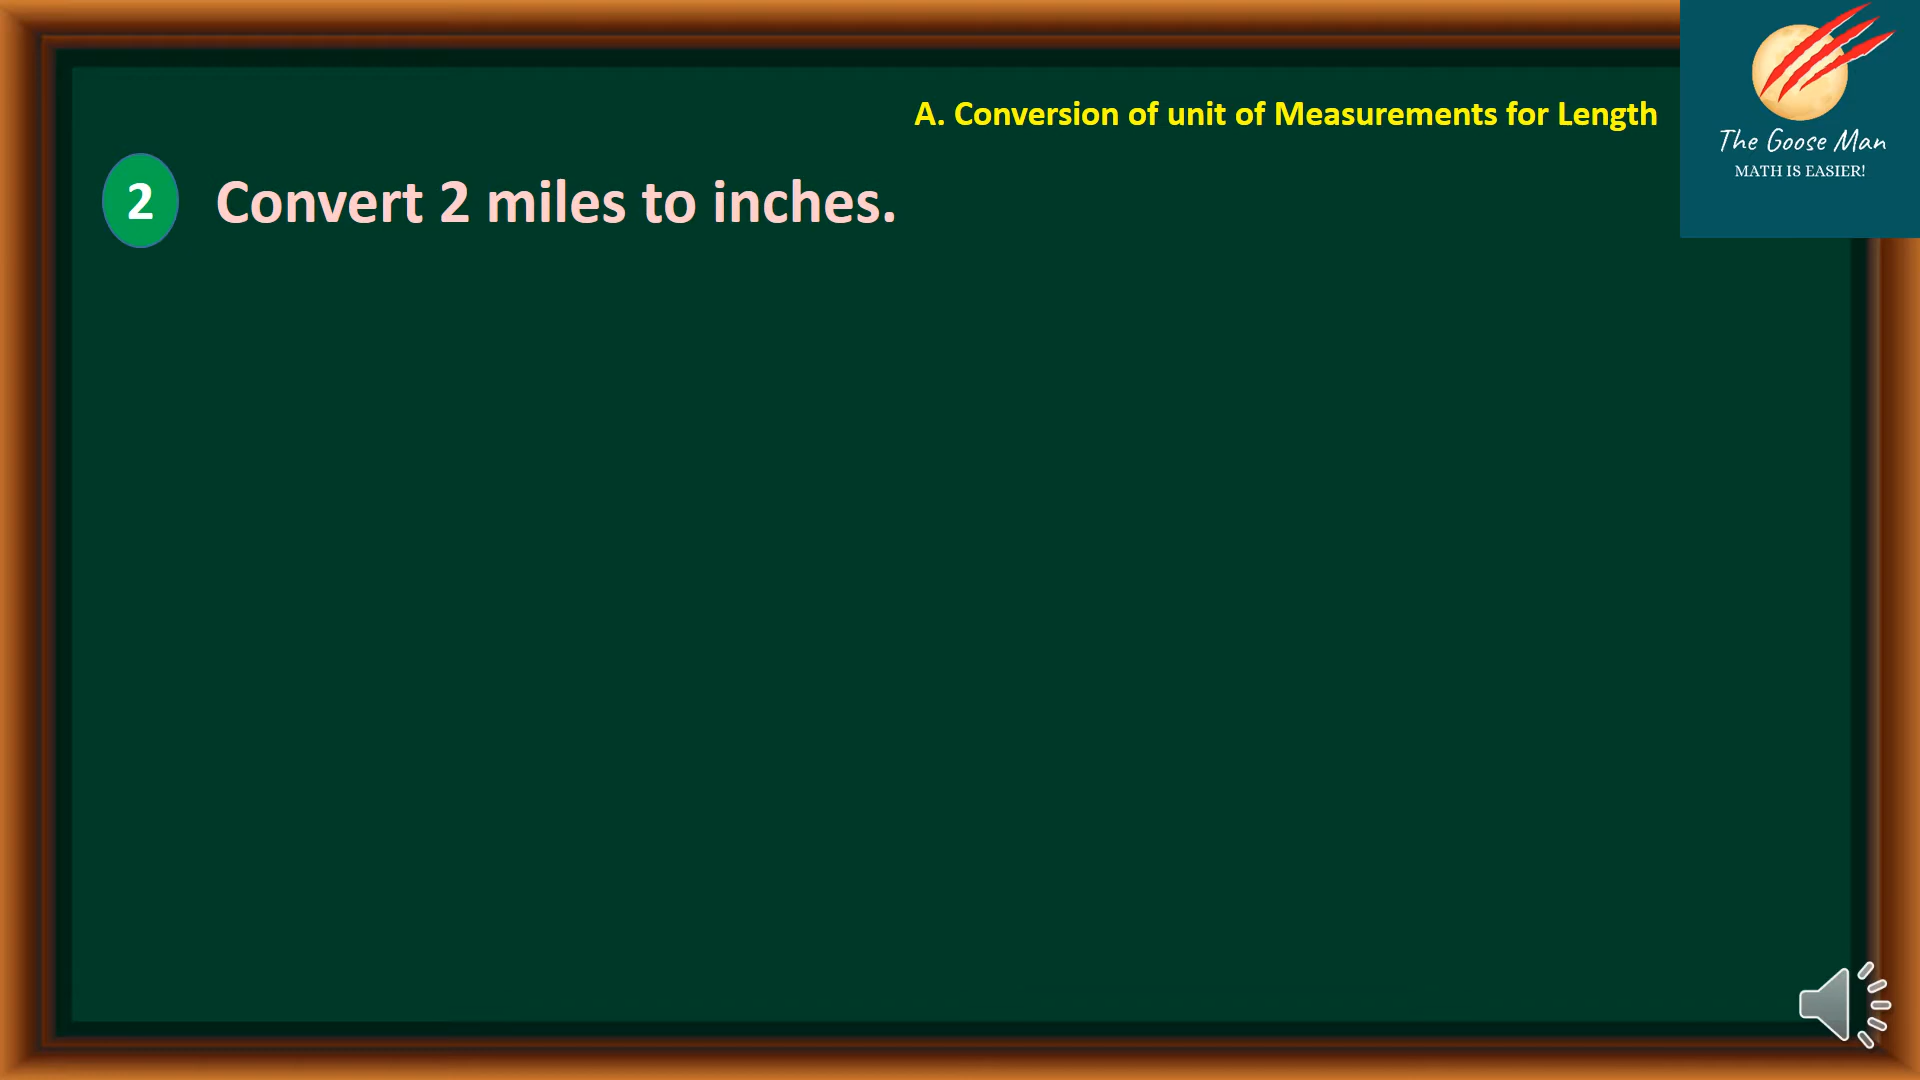 A. Conversion of unit of Measurements for Length
The Goose Man
MATH IS EASIER!
2 Convert 2 miles to inches.